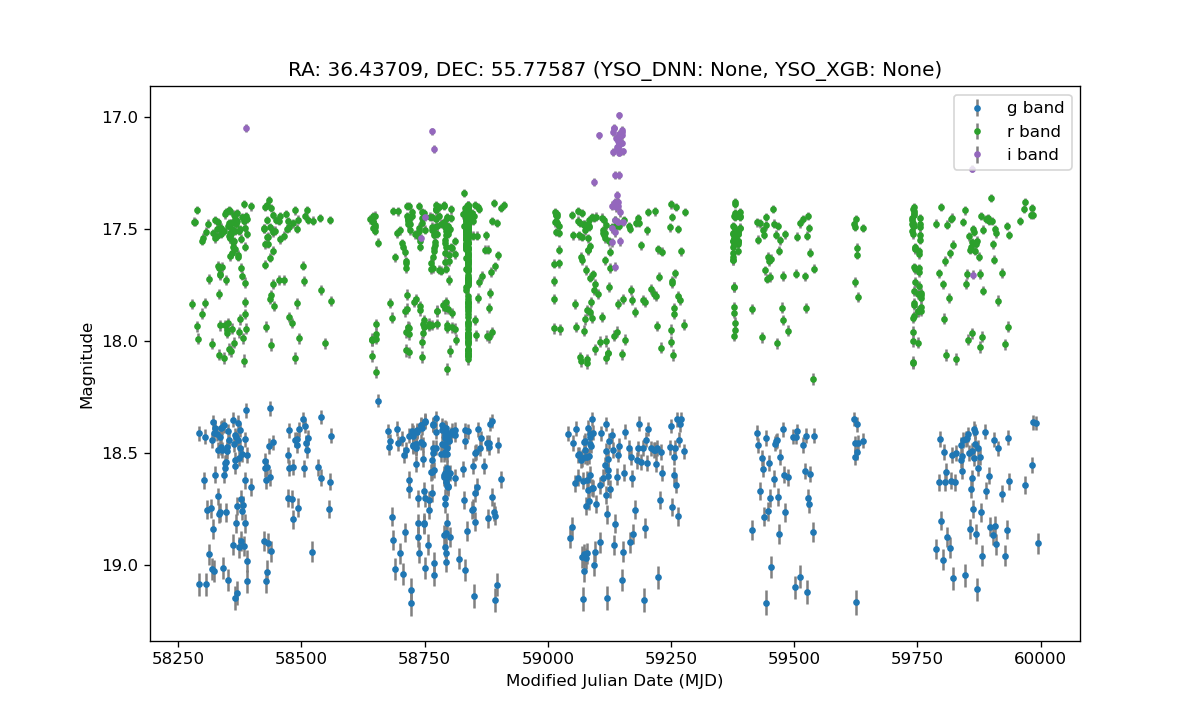 RA: 36.43709, DEC: 55.77587 (YSO_DNN: None, YSO_XGB: None)
g band
r band
i band
17.0
17.5
18.0
18.5
19.0
Magnitude
58250
58500
58750
59000
59250
59500
59750
60000
Modified Julian Date (MJD)